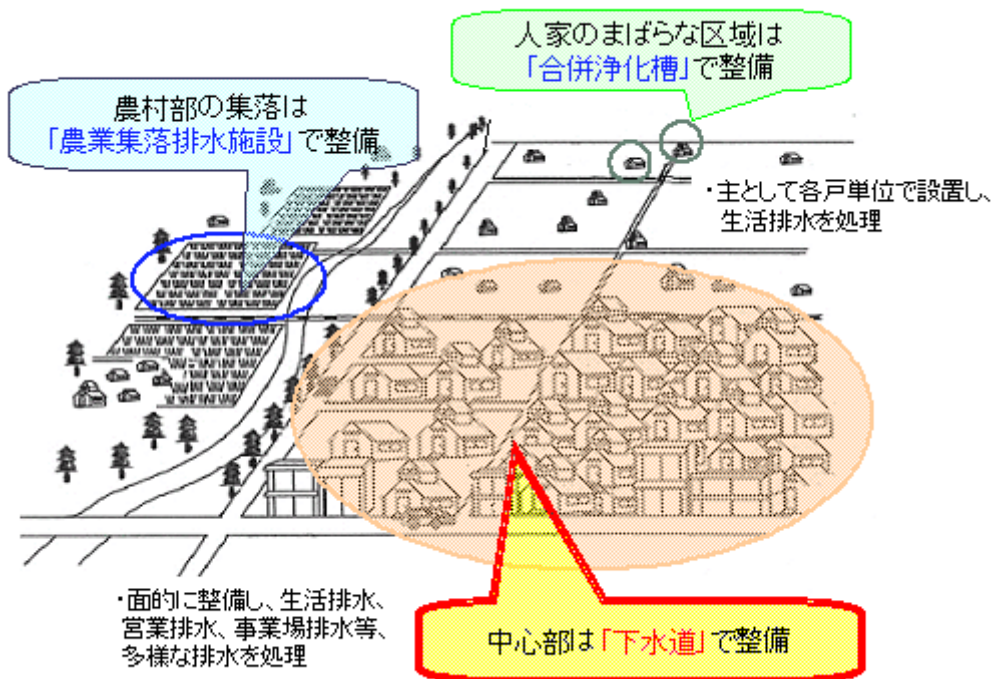 人家のまばらな区域は
「合併浄化槽」で整備
農村部の集落は
「農業集落排水施設」で整備
・主として各戸単位で設置し、
生活排水を処理
・面的に整備し、生活排水、
営業排水、事業場排水等、
多様な排水を処理
中心部は「下水道」で整備